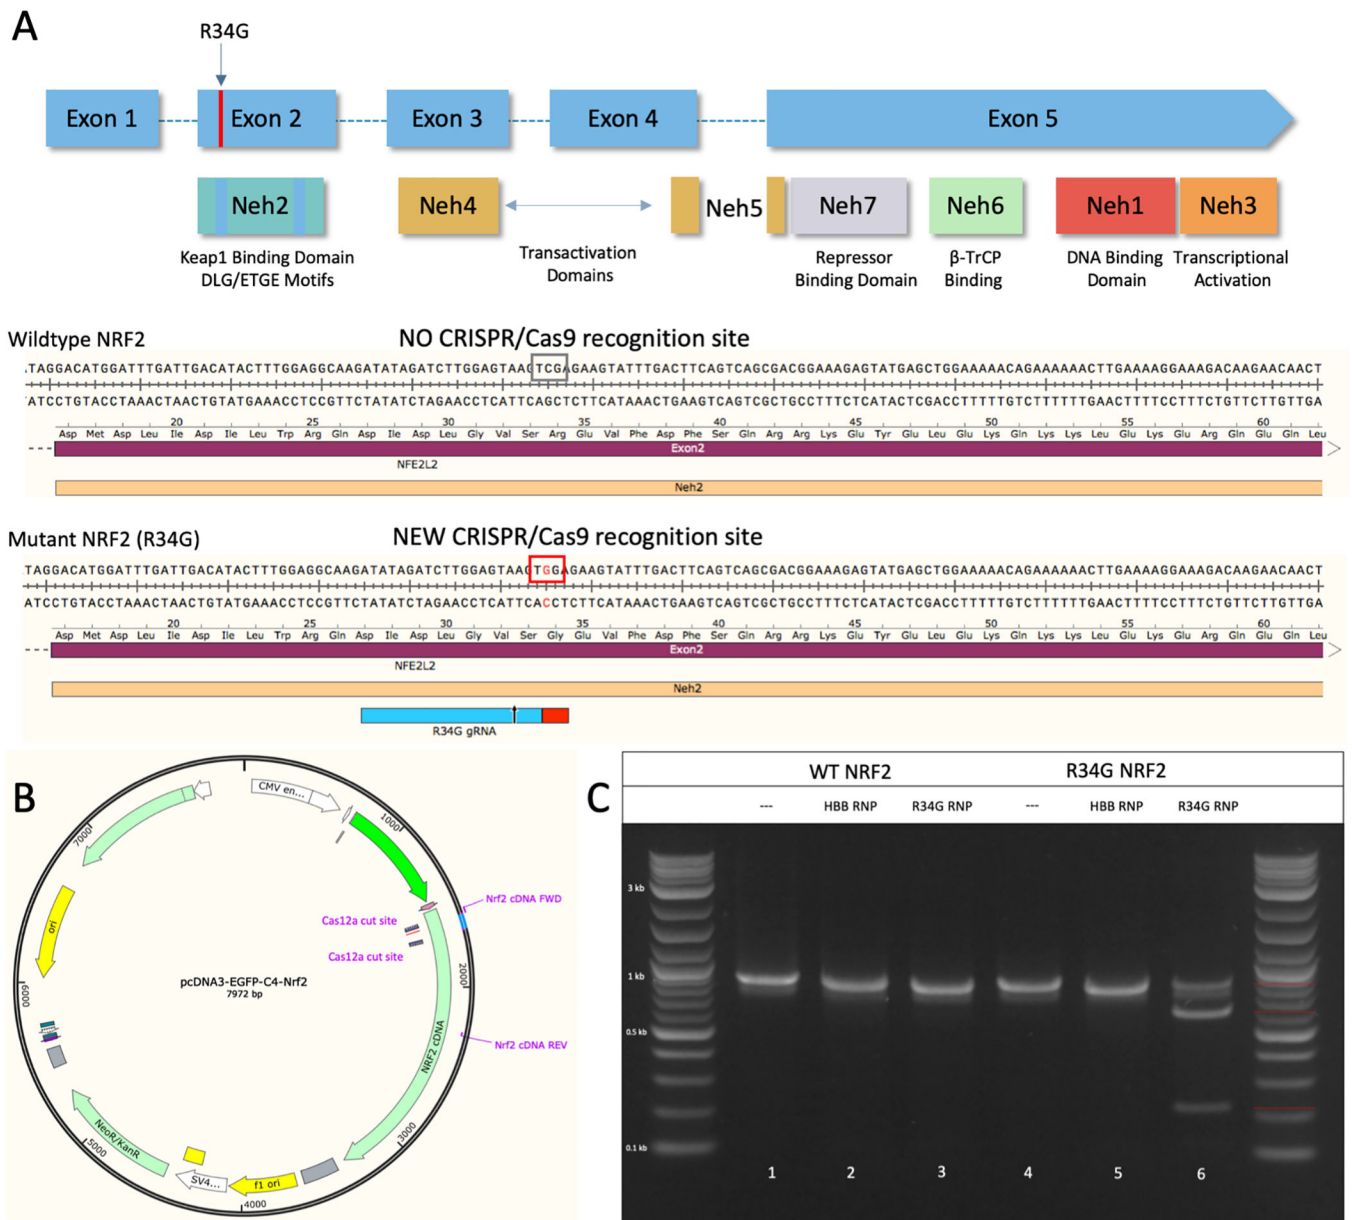 A
R34G
Exon 1
Exon 2
Exon 3
Exon 4
Exon 5
Neh2
Neh4
Neh5
Neh7
Neh6
Neh1
Neh3
Keap1 Binding Domain
DLG/ETGE Motifs
Transactivation
Domains
Repressor
Binding Domain
β-TrCP
Binding
DNA Binding
Domain
Transcriptional
Activation
Wildtype NRF2
NO CRISPR/Cas9 recognition site
TAGGACATGGATTTGATTGACATACTTTGGAGGCAAGATATAGATCTTGGAGTAAGTCGAGAAGTATTTGACTTCAGTCAGCGACGGAAAGAGTATGAGCTGGAAAAACAGAAAAAACTTGAAAAGGAAAGACAAGAACAACT
ATCCTGTACCTAAACTAACTGTATGAAACCTCCGTTCTATATCTAGAACCTCATTCAGCTCTTCATAAACTGAAGTCAGTCGCTGCCTTTCTCATACTCGACCTTTTTGTCTTTTTTGAACTTTTCCTTTCTGTTCTTGTTGA
20 25 30 35 40 45 50 55 60
Asp Met Asp Leu Ile Asp Ile Leu Trp Arg Gln Asp Ile Asp Leu Gly Val Ser Arg Glu Val Phe Asp Phe Ser Gln Arg Arg Lys Glu Tyr Glu Leu Glu Lys Gln Lys Lys Leu Glu Lys Glu Arg Gln Glu Gln Leu
Exon2
NFE2L2
Neh2
Mutant NRF2 (R34G)
NEW CRISPR/Cas9 recognition site
TAGGACATGGATTTGATTGACATACTTTGGAGGCAAGATATAGATCTTGGAGTAAGTGGAGAAGTATTTGACTTCAGTCAGCGACGGAAAGAGTATGAGCTGGAAAAACAGAAAAAACTTGAAAAGGAAAGACAAGAACAACT
ATCCTGTACCTAAACTAACTGTATGAAACCTCCGTTCTATATCTAGAACCTCATTCACCTCTTCATAAACTGAAGTCAGTCGCTGCCTTTCTCATACTCGACCTTTTTGTCTTTTTTGAACTTTTCCTTTCTGTTCTTGTTGA
20 25 30 35 40 45 50 55 60
Asp Met Asp Leu Ile Asp Ile Leu Trp Arg Gln Asp Ile Asp Leu Gly Val Ser Gly Glu Val Phe Asp Phe Ser Gln Arg Arg Lys Glu Tyr Glu Leu Glu Lys Gln Lys Lys Leu Glu Lys Glu Arg Gln Glu Gln Leu
Exon2
NFE2L2
Neh2
R34G gRNA
B
CMV en...
1000
7000
Nrf2 cDNA FWD
ori
Cas12a cut site
Cas12a cut site
2000
pcDNA3-EGFP-C4-Nrf2
7972 bp
6000
NRF2 cDNA
Nrf2 cDNA REV
NeoR/KanR
5000
3000
SV4...
f1 ori
4000
C
WT NRF2
R34G NRF2
--- HBB RNP R34G RNP --- HBB RNP R34G RNP
3 kb
1 kb
0.5 kb
0.1 kb
1 2 3 4 5 6